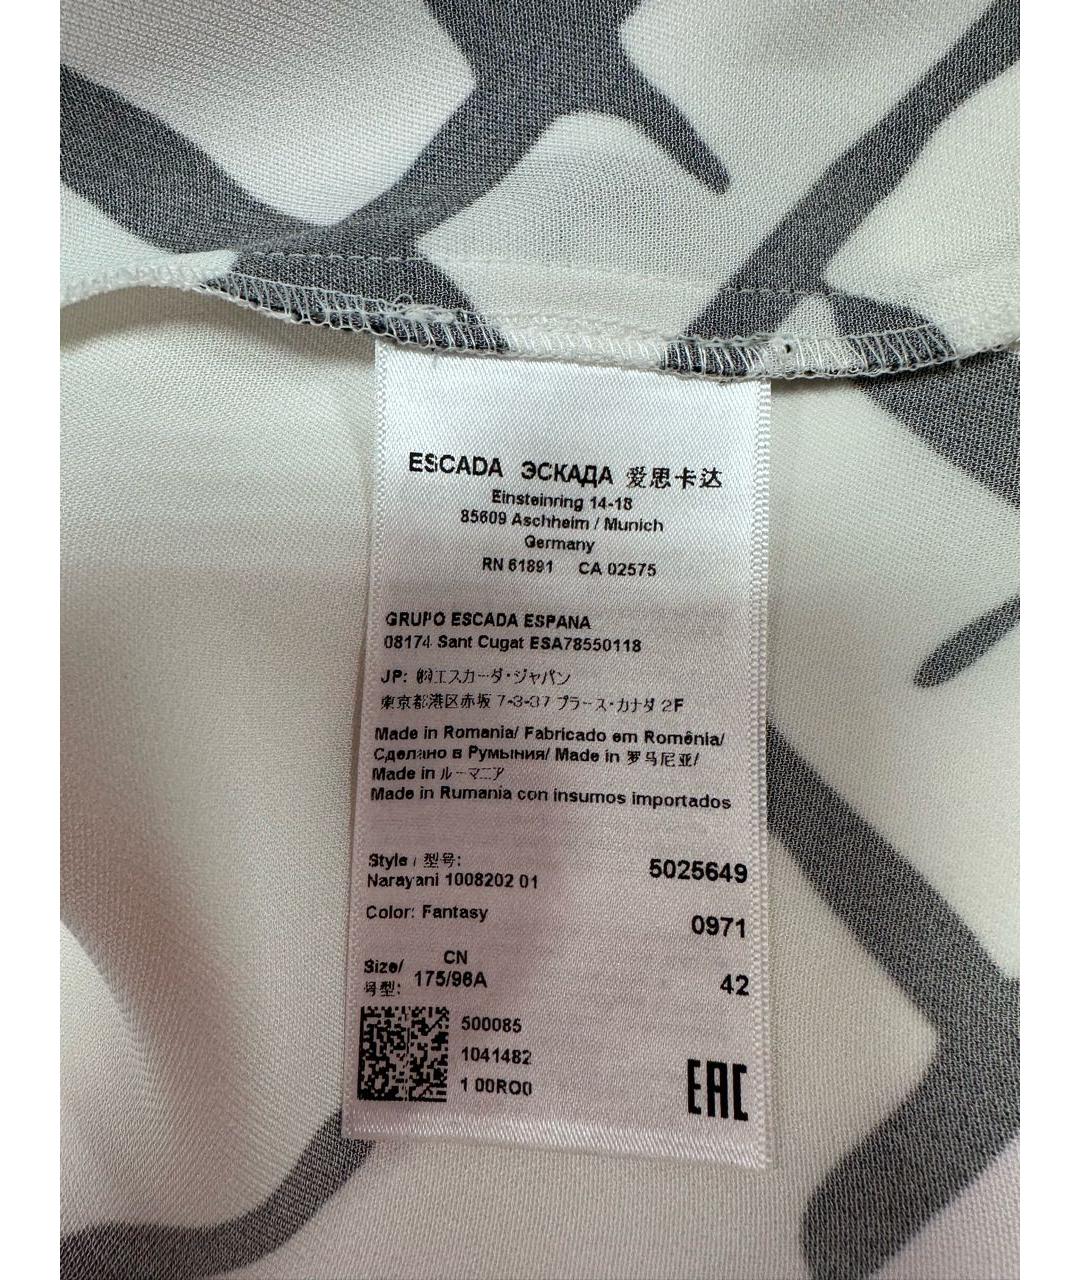 ESCADA ЭСКАДА 爱思卡达
Einsteinring 14-18
85609 Aschheim / Munich
Germany
RN 61891 CA 02575
GRUPO ESCADA ESPANA
08174 Sant Cugat ESA78550118
JP: ㈱エスカーダ・ジャパン
東京都港区赤坂 7-3-37 プラース・カナダ 2F
Made in Romania/ Fabricado em Romênia/
Сделано в Румыния/ Made in 罗马尼亚/
Made in ルーマニア
Made in Rumania con insumos importados
Style / 型号: 5025649
Narayani 1008202 01
Color: Fantasy 0971
CN
Size/ 175/96A 42
号型:
500085
1041482
1 00RO0
EAC